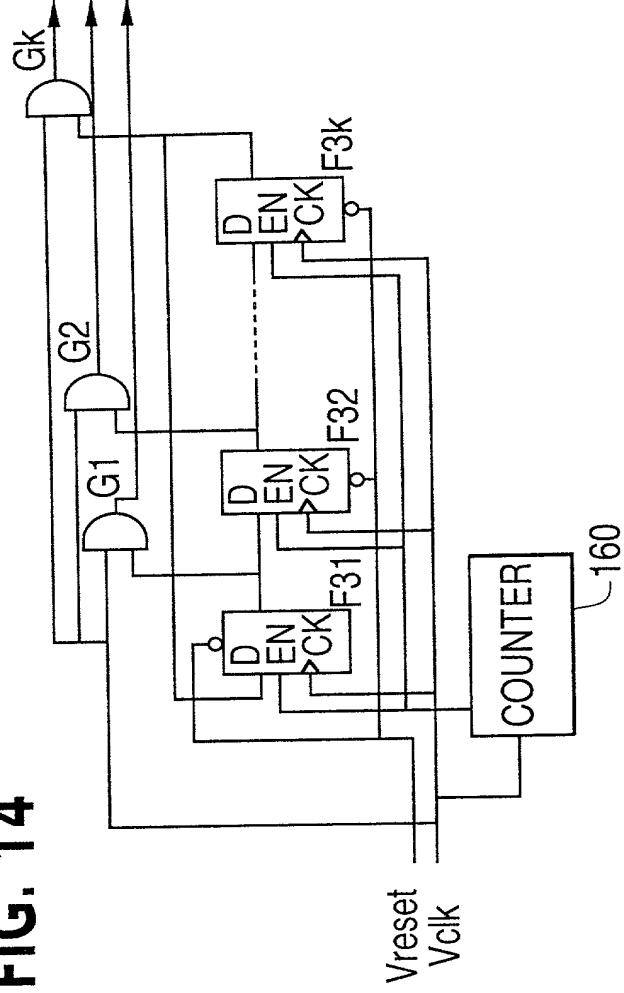 FIG. 14
Gk
G2
G1
D
EN
CK
F3k
D
EN
CK
F32
D
EN
CK
F31
COUNTER
160
Vreset
Vclk